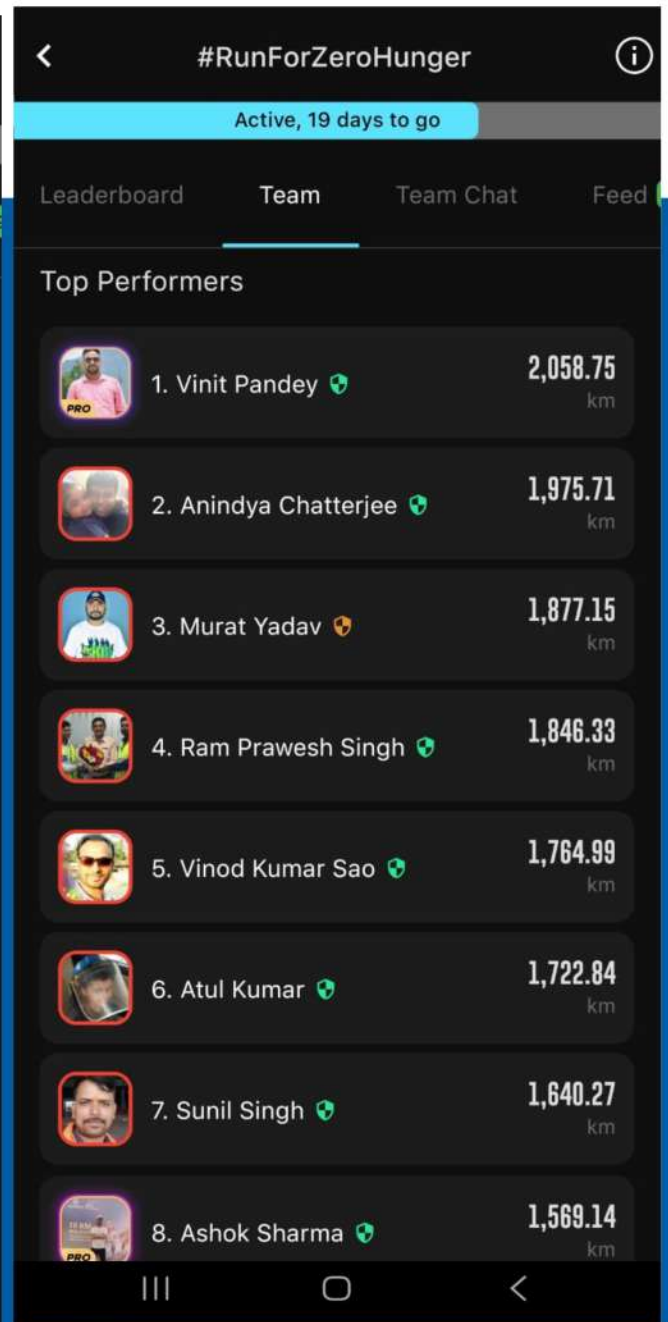 #RunForZeroHunger
Active, 19 days to go
Leaderboard Team Team Chat Feed
Top Performers
1. Vinit Pandey 2,058.75 km
PRO
2. Anindya Chatterjee 1,975.71 km
3. Murat Yadav 1,877.15 km
4. Ram Prawesh Singh 1,846.33 km
5. Vinod Kumar Sao 1,764.99 km
6. Atul Kumar 1,722.84 km
7. Sunil Singh 1,640.27 km
8. Ashok Sharma 1,569.14 km
PRO